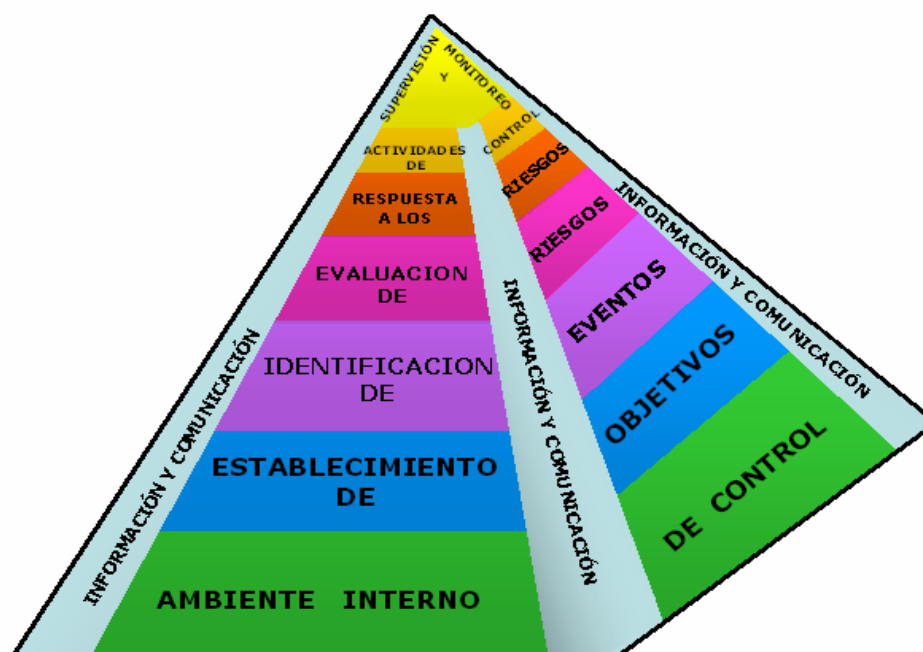 SUPERVISIÓN
Y
MONITOREO
ACTIVIDADES
DE
CONTROL
RESPUESTA
A LOS
RIESGOS
EVALUACION
DE
RIESGOS
IDENTIFICACION
DE
EVENTOS
ESTABLECIMIENTO
DE
OBJETIVOS
AMBIENTE INTERNO
DE CONTROL
INFORMACIÓN Y COMUNICACIÓN
INFORMACIÓN Y COMUNICACIÓN
INFORMACIÓN Y COMUNICACIÓN